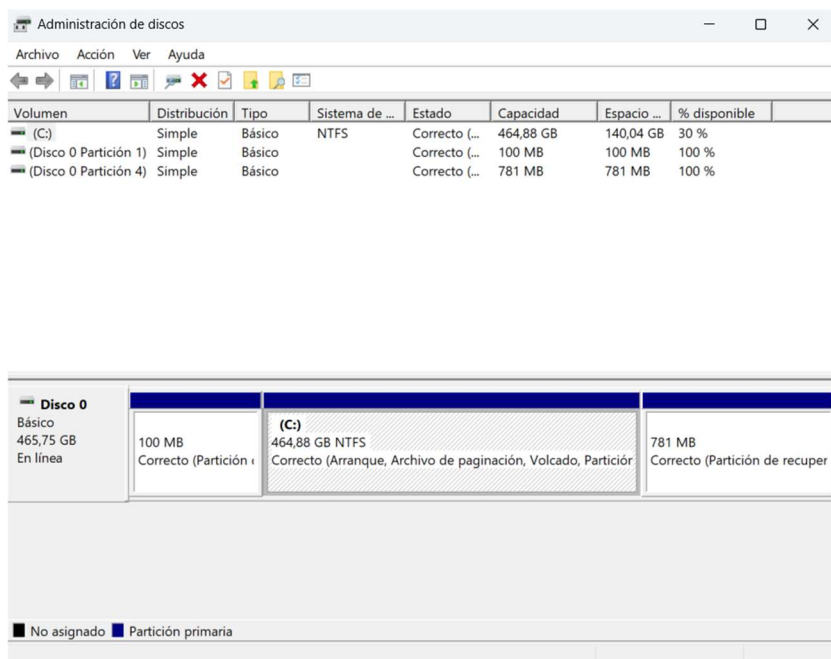 Administración de discos
Archivo Acción Ver Ayuda
Volumen Distribución Tipo Sistema de ... Estado Capacidad Espacio ... % disponible
(C:) Simple Básico NTFS Correcto (... 464,88 GB 140,04 GB 30 %
(Disco 0 Partición 1) Simple Básico Correcto (... 100 MB 100 MB 100 %
(Disco 0 Partición 4) Simple Básico Correcto (... 781 MB 781 MB 100 %
Disco 0
Básico
465,75 GB
En línea
100 MB
Correcto (Partición
(C:)
464,88 GB NTFS
Correcto (Arranque, Archivo de paginación, Volcado, Partición
781 MB
Correcto (Partición de recuper
No asignado Partición primaria